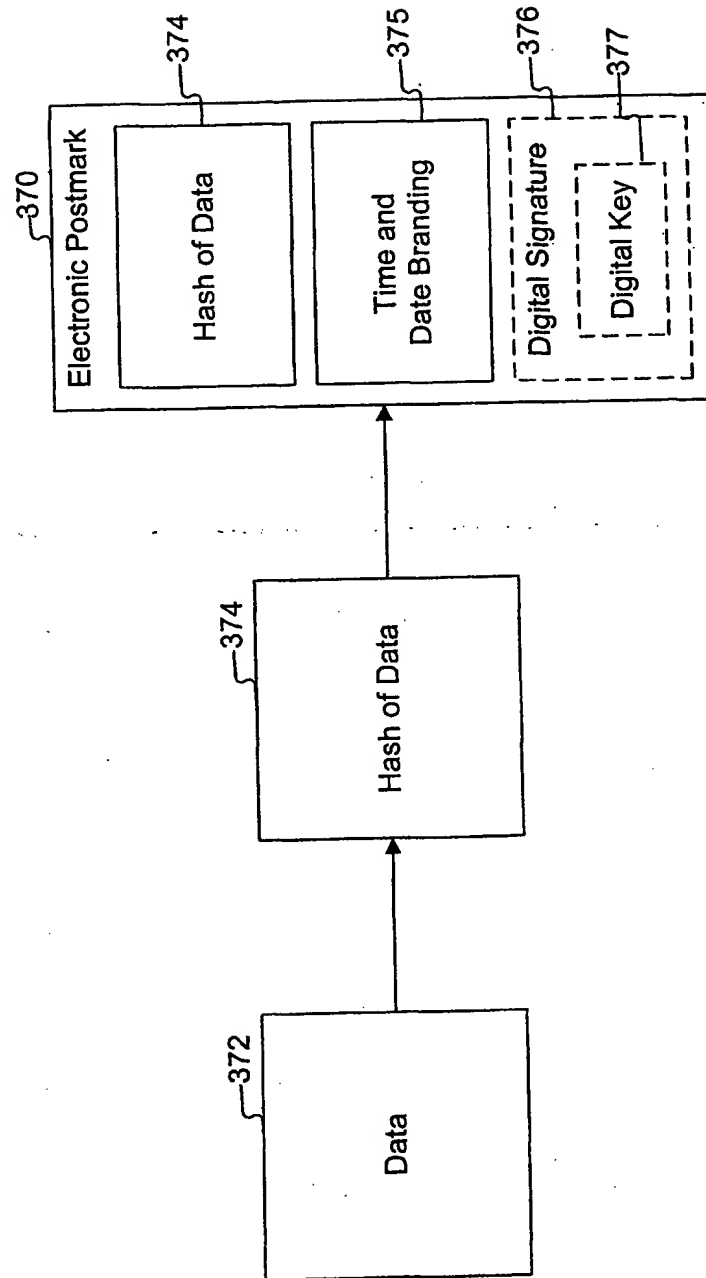 372
Data
374
Hash of Data
370
Electronic Postmark
374
Hash of Data
375
Time and
Date Branding
376
Digital Signature
377
Digital Key